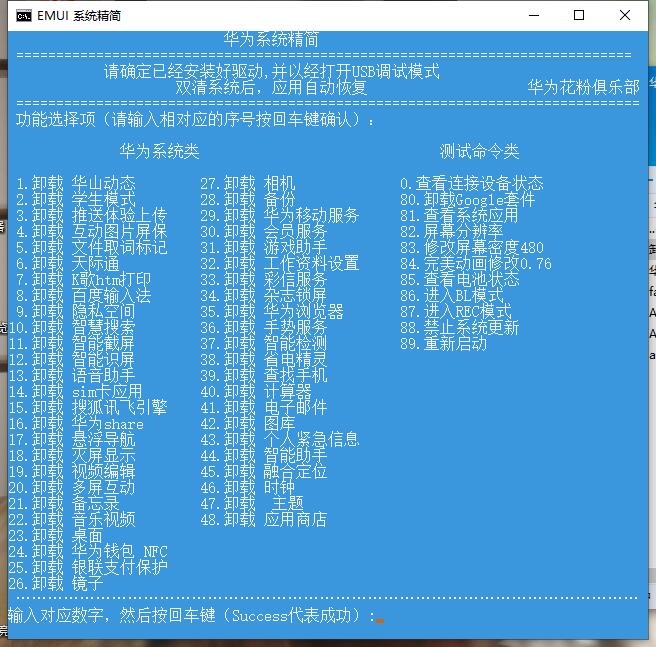 EMUI 系统精简
华为系统精简
请确定已经安装好驱动,并以经打开USB调试模式
双清系统后，应用自动恢复 华为花粉俱乐部
功能选择项（请输入相对应的序号按回车键确认）：
华为系统类 测试命令类
1.卸载 华山动态 27.卸载 相机 0.查看连接设备状态
2.卸载 学生模式 28.卸载 备份 80.卸载Google套件
3.卸载 推送体验上传 29.卸载 华为移动服务 81.查看系统应用
4.卸载 互动图片屏保 30.卸载 会员服务 82.屏幕分辨率
5.卸载 文件取词标记 31.卸载 游戏助手 83.修改屏幕密度480
6.卸载 天际通 32.卸载 工作资料设置 84.完美动画修改0.76
7.卸载 K歌htm打印 33.卸载 彩信服务 85.查看电池状态
8.卸载 百度输入法 34.卸载 杂志锁屏 86.进入BL模式
9.卸载 隐私空间 35.卸载 华为浏览器 87.进入REC模式
10.卸载 智慧搜索 36.卸载 手势服务 88.禁止系统更新
11.卸载 智能截屏 37.卸载 智能检测 89.重新启动
12.卸载 智能识屏 38.卸载 省电精灵
13.卸载 语音助手 39.卸载 查找手机
14.卸载 sim卡应用 40.卸载 计算器
15.卸载 搜狐讯飞引擎 41.卸载 电子邮件
16.卸载 华为share 42.卸载 图库
17.卸载 悬浮导航 43.卸载 个人紧急信息
18.卸载 灭屏显示 44.卸载 智能助手
19.卸载 视频编辑 45.卸载 融合定位
20.卸载 多屏互动 46.卸载 时钟
21.卸载 备忘录 47.卸载 主题
22.卸载 音乐视频 48.卸载 应用商店
23.卸载 桌面
24.卸载 华为钱包 NFC
25.卸载 银联支付保护
26.卸载 镜子
输入对应数字，然后按回车键（Success代表成功）: